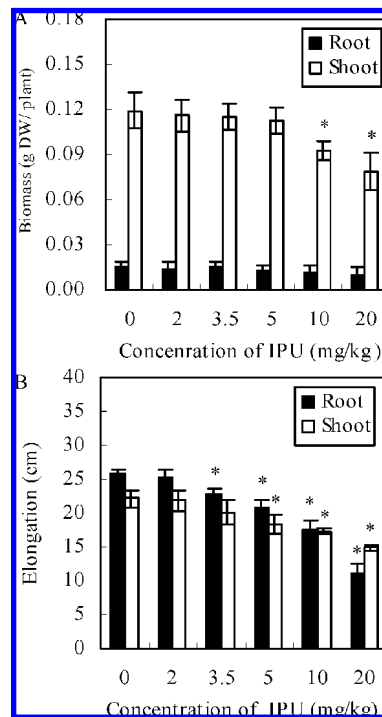 A
0.18
0.15
0.12
0.09
0.06
0.03
0.00
Biomass (g DW/ plant)
Root
Shoot
* *
0 2 3.5 5 10 20
Concenration of IPU (mg/kg)
B
40
35
30
25
20
15
10
5
0
Elongation (cm)
Root
Shoot
* * * * * * *
0 2 3.5 5 10 20
Concenration of IPU (mg/kg)